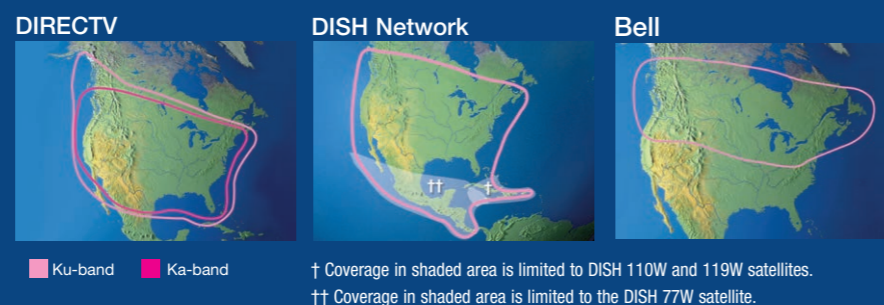 DIRECTV
DISH Network
Bell
††
†
Ku-band
Ka-band
† Coverage in shaded area is limited to DISH 110W and 119W satellites.
†† Coverage in shaded area is limited to the DISH 77W satellite.